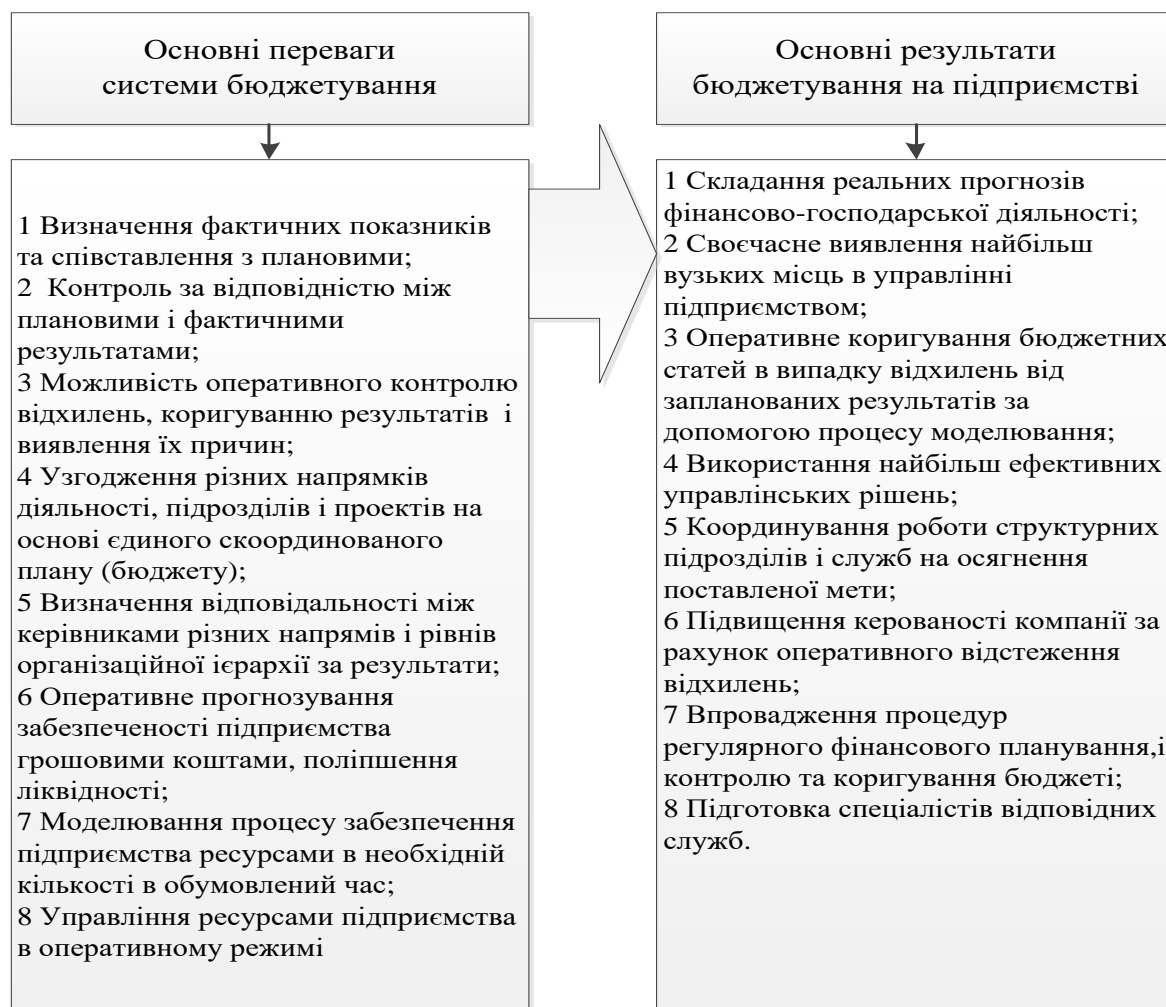 Основні переваги
системи бюджетування
1 Визначення фактичних показників
та співставлення з плановими;
2  Контроль за відповідністю між
плановими і фактичними
результатами;
3 Можливість оперативного контролю
відхилень, коригуванню результатів  і
виявлення їх причин;
4 Узгодження різних напрямків
діяльності, підрозділів і проектів на
основі єдиного скоординованого
плану (бюджету);
5 Визначення відповідальності між
керівниками різних напрямів і рівнів
організаційної ієрархії за результати;
6 Оперативне прогнозування
забезпеченості підприємства
грошовими коштами, поліпшення
ліквідності;
7 Моделювання процесу забезпечення
підприємства ресурсами в необхідній
кількості в обумовлений час;
8 Управління ресурсами підприємства
в оперативному режимі
Основні результати
бюджетування на підприємстві
1 Складання реальних прогнозів
фінансово-господарської діяльності;
2 Своєчасне виявлення найбільш
вузьких місць в управлінні
підприємством;
3 Оперативне коригування бюджетних
статей в випадку відхилень від
запланованих результатів за
допомогою процесу моделювання;
4 Використання найбільш ефективних
управлінських рішень;
5 Координування роботи структурних
підрозділів і служб на осягнення
поставленої мети;
6 Підвищення керованості компанії за
рахунок оперативного відстеження
відхилень;
7 Впровадження процедур
регулярного фінансового планування,і
контролю та коригування бюджеті;
8 Підготовка спеціалістів відповідних
служб.